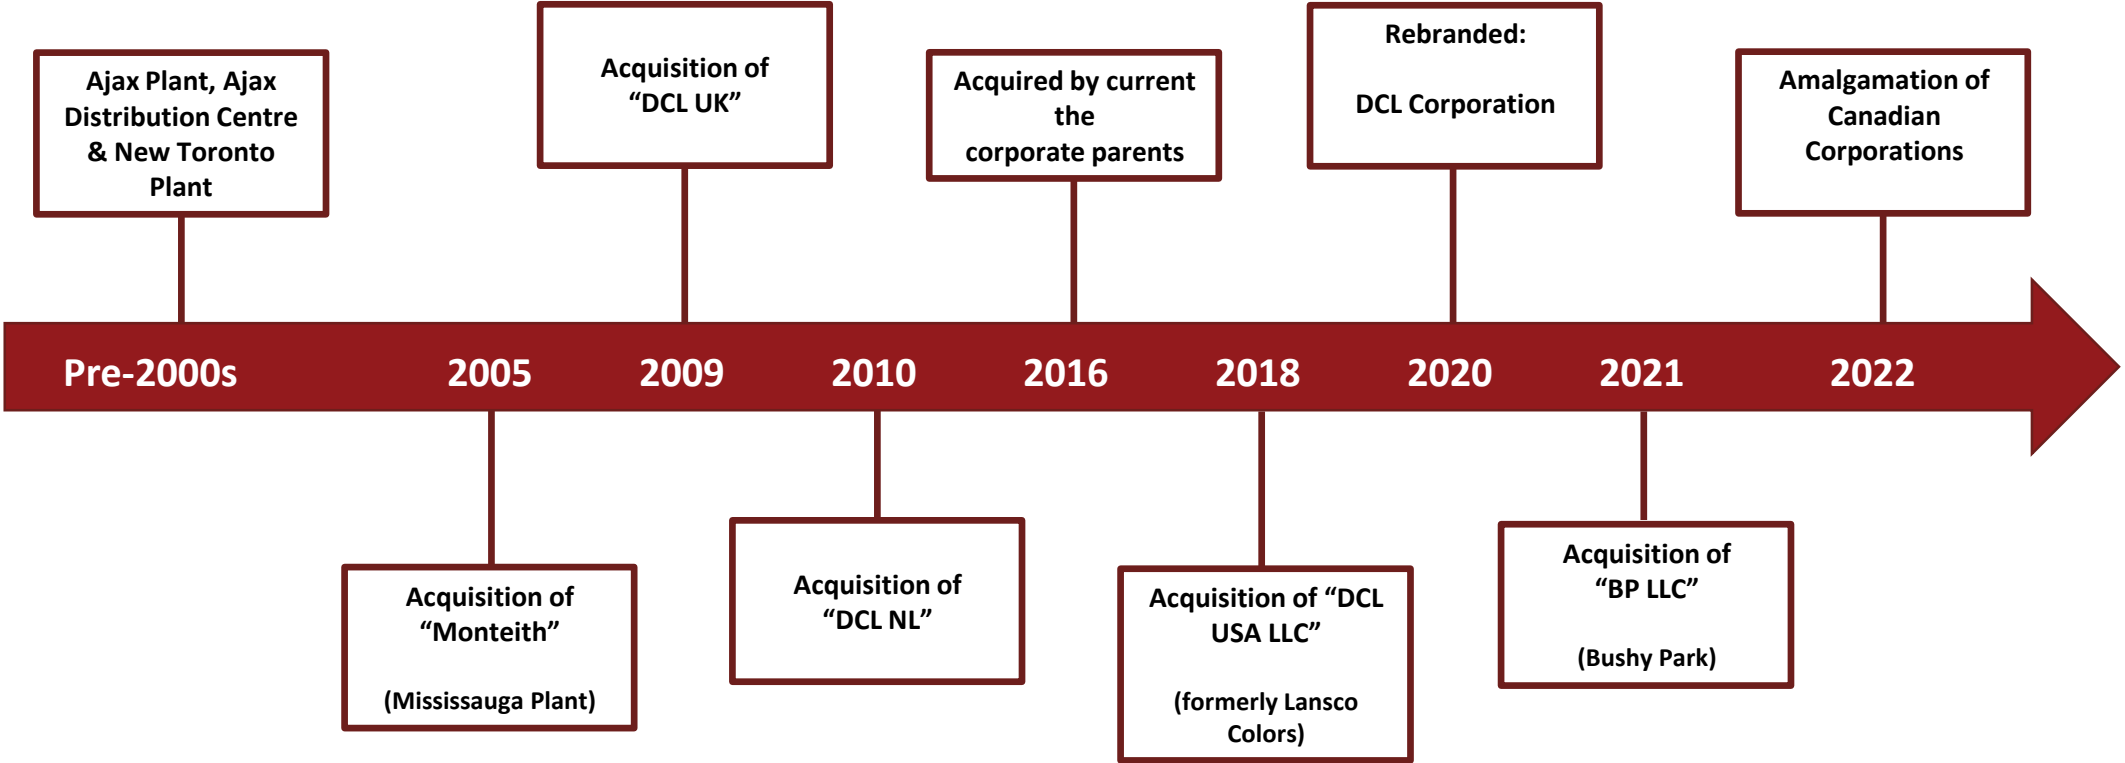 Ajax Plant, Ajax
Distribution Centre
& New Toronto
Plant
Acquisition of
“DCL UK”
Acquired by current
the
corporate parents
Rebranded:
DCL Corporation
Amalgamation of
Canadian
Corporations
Pre-2000s
2005
2009
2010
2016
2018
2020
2021
2022
Acquisition of
“Monteith”
(Mississauga Plant)
Acquisition of
“DCL NL”
Acquisition of “DCL
USA LLC”
(formerly Lansco
Colors)
Acquisition of
“BP LLC”
(Bushy Park)